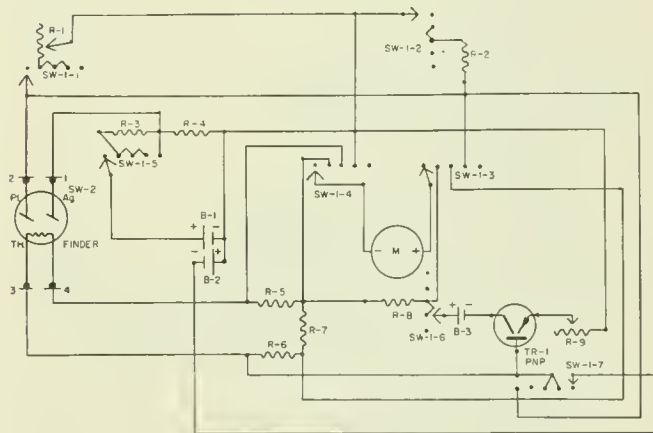 R-1
SW-1-1
SW-1-2
R-2
R-3
R-4
SW-1-5
2
1
SW-2
Pt
Ag
TH
FINDER
3
4
B-1
+
-
-
+
B-2
SW-1-4
SW-1-3
-
M
+
R-5
R-6
R-7
R-8
SW-1-6
+
-
B-3
TR-1
PNP
R-9
SW-1-7